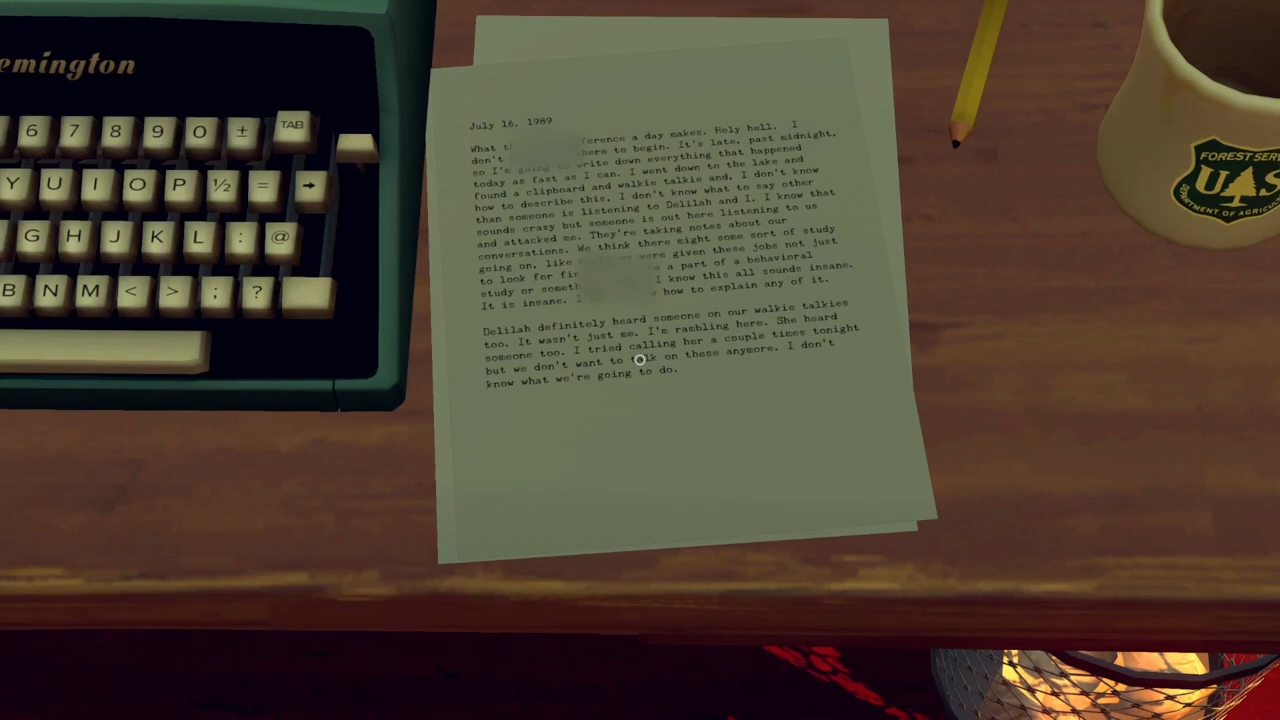 emington
6 7 8 9 0 ± TAB
Y U I O P ½ =
G H J K L : @
B N M < > ; ?
July 16, 1989
What ference a day makes. Holy hell. I
don't here to begin. It's late, past midnight,
so I'm going to write down everything that happened
today as fast as I can. I went down to the lake and
found a clipboard and walkie talkie and, I don't know
how to describe this, I don't know what to say other
than someone is listening to Delilah and I. I know that
sounds crazy but someone is out here listening to us
and attacked me. They're taking notes about our
conversations. We think there might some sort of study
going on, like we were given these jobs not just
to look for a part of a behavioral
study or I know this all sounds insane.
It is insane. I how to explain any of it.
Delilah definitely heard someone on our walkie talkies
too. It wasn't just me. I'm rambling here. She heard
someone too. I tried calling her a couple times tonight
but we don't want to talk on these anymore. I don't
know what we're going to do.
FOREST SERV
U S
DEPARTMENT OF AGRIC